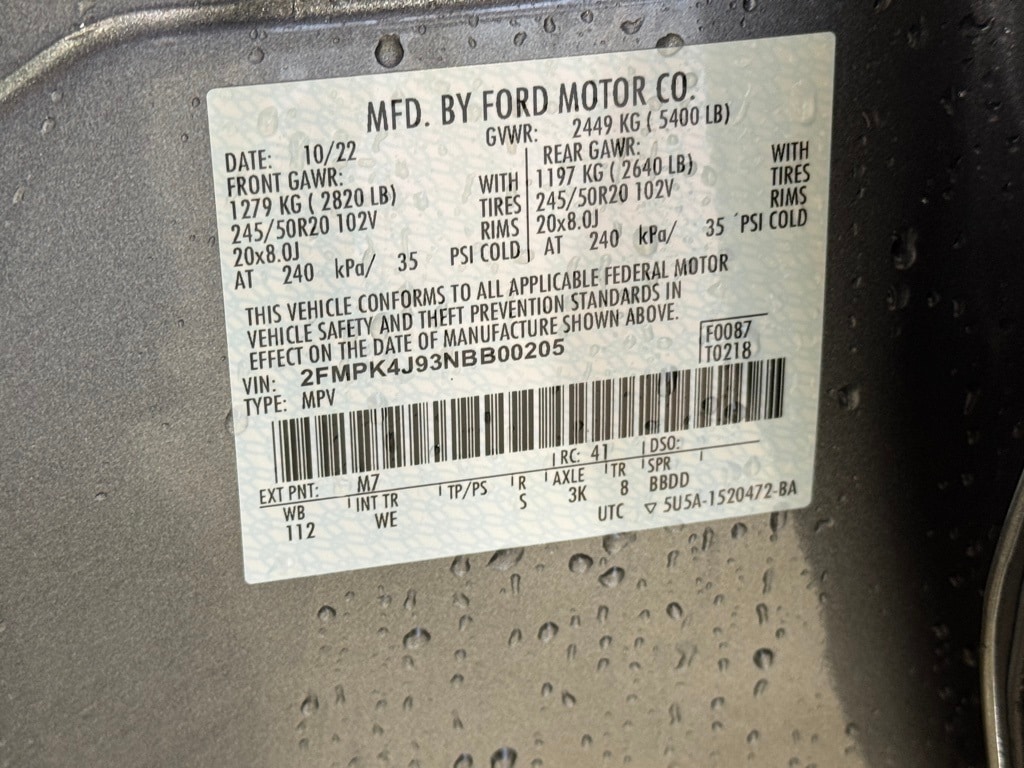 MFD. BY FORD MOTOR CO.
DATE: 10/22 GVWR: 2449 KG ( 5400 LB)
FRONT GAWR: REAR GAWR:
1279 KG ( 2820 LB) WITH 1197 KG ( 2640 LB) WITH
245/50R20 102V TIRES 245/50R20 102V TIRES
20x8.0J RIMS 20x8.0J RIMS
AT 240 kPa/ 35 PSI COLD AT 240 kPa/ 35 PSI COLD
THIS VEHICLE CONFORMS TO ALL APPLICABLE FEDERAL MOTOR
VEHICLE SAFETY AND THEFT PREVENTION STANDARDS IN
EFFECT ON THE DATE OF MANUFACTURE SHOWN ABOVE.
VIN: 2FMPK4J93NBB00205 F0087
TYPE: MPV T0218
EXT PNT: M7 RC: 41 DSO:
WB INT TR TP/PS R AXLE TR SPR
112 WE S 3K 8 BBDD
UTC ▽ 5U5A-1520472-BA